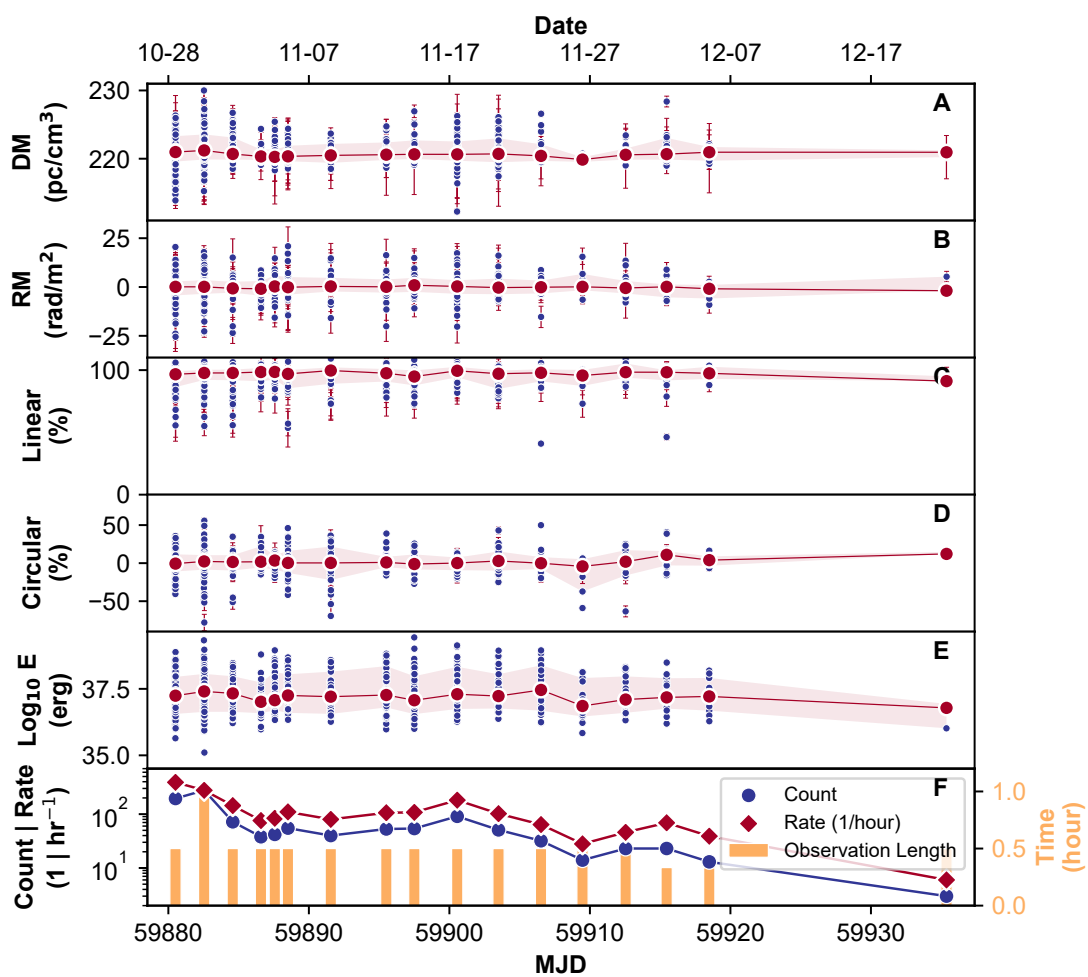 Date
10-28 11-07 11-17 11-27 12-07 12-17
A
DM
(pc/cm³)
230
220
B
RM
(rad/m²)
25
0
−25
C
Linear
(%)
100
0
D
Circular
(%)
50
0
−50
E
Log₁₀ E
(erg)
37.5
35.0
F
Count | Rate
(1 | hr⁻¹)
10²
10¹
Count
Rate (1/hour)
Observation Length
1.0
0.5
0.0
Time
(hour)
59880 59890 59900 59910 59920 59930
MJD